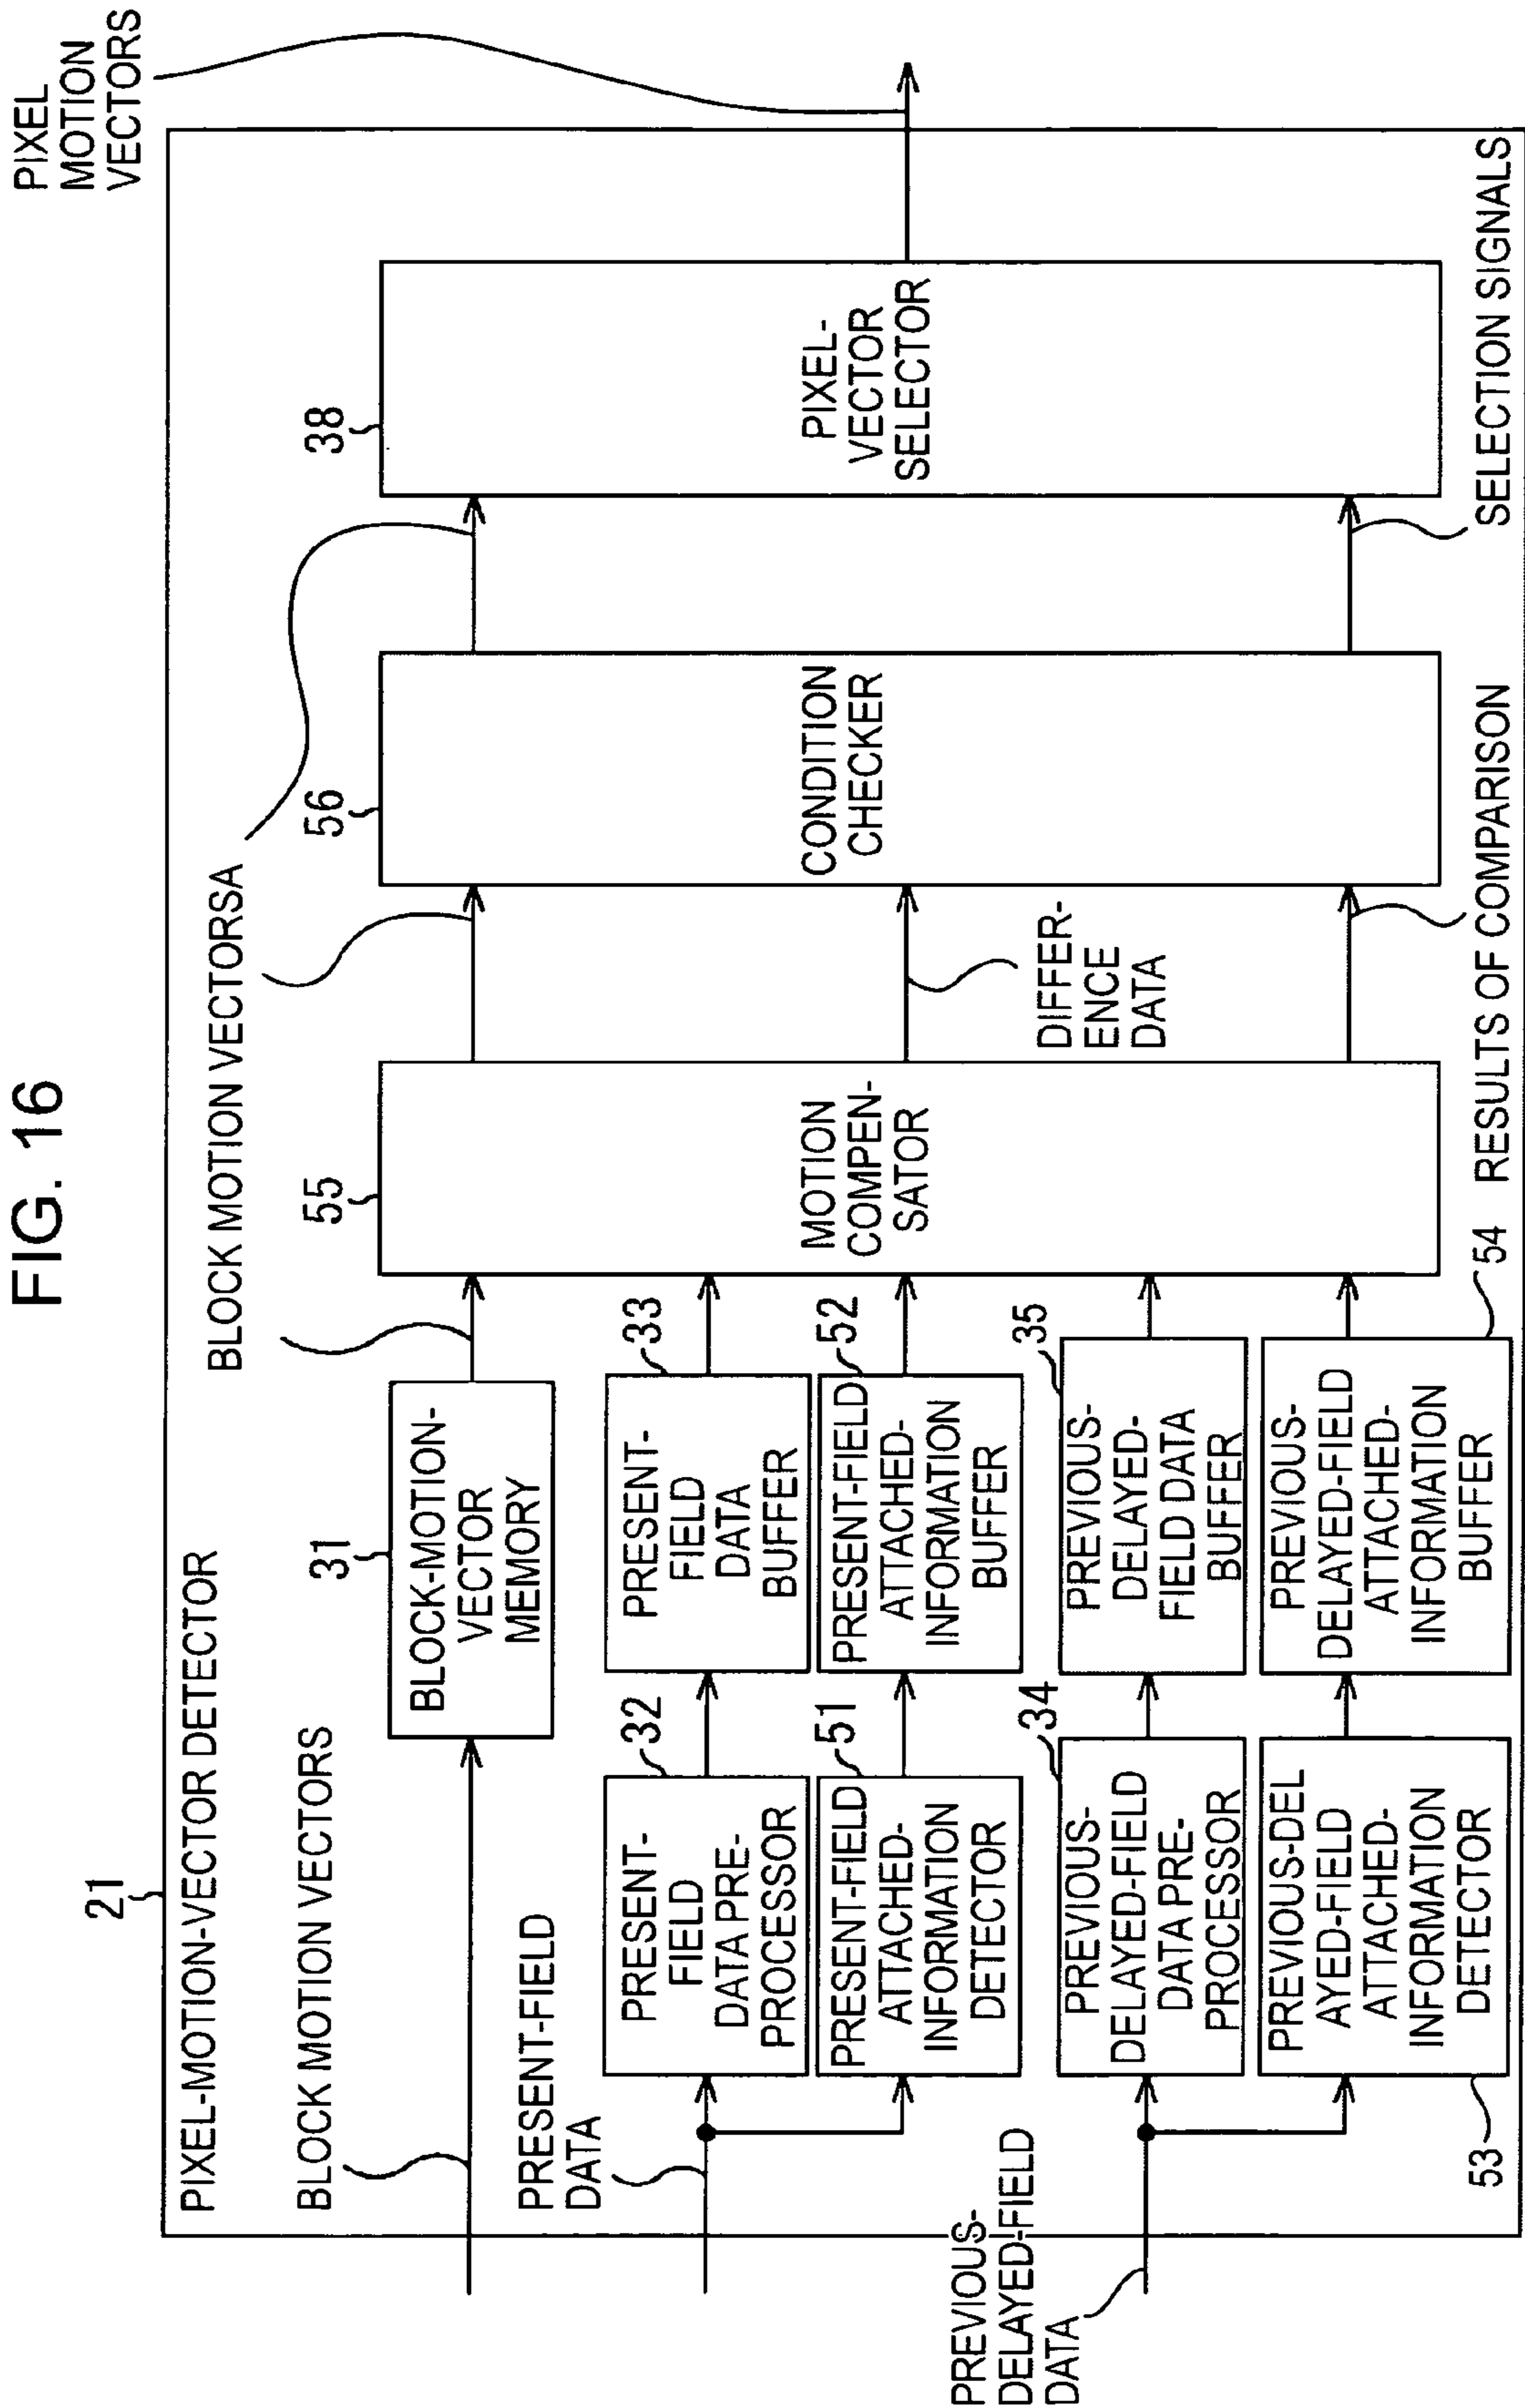 FIG. 16
PIXEL
MOTION
VECTORS
21
PIXEL-MOTION-VECTOR DETECTOR
BLOCK MOTION VECTORS
BLOCK MOTION VECTORSA
31
BLOCK-MOTION-
VECTOR
MEMORY
55
MOTION
COMPEN-
SATOR
56
CONDITION
CHECKER
38
PIXEL-
VECTOR
SELECTOR
PRESENT-FIELD
DATA
32
PRESENT-
FIELD
DATA PRE-
PROCESSOR
33
PRESENT-
FIELD
DATA
BUFFER
51
PRESENT-FIELD
ATTACHED-
INFORMATION
DETECTOR
52
PRESENT-FIELD
ATTACHED-
INFORMATION
BUFFER
DIFFER-
ENCE
DATA
PREVIOUS-
DELAYED-FIELD
DATA
34
PREVIOUS-
DELAYED-FIELD
DATA PRE-
PROCESSOR
35
PREVIOUS-
DELAYED-
FIELD DATA
BUFFER
PREVIOUS-DEL
AYED-FIELD
ATTACHED-
INFORMATION
DETECTOR
53
PREVIOUS-
DELAYED-FIELD
ATTACHED-
INFORMATION
BUFFER
54
RESULTS OF COMPARISON
SELECTION SIGNALS